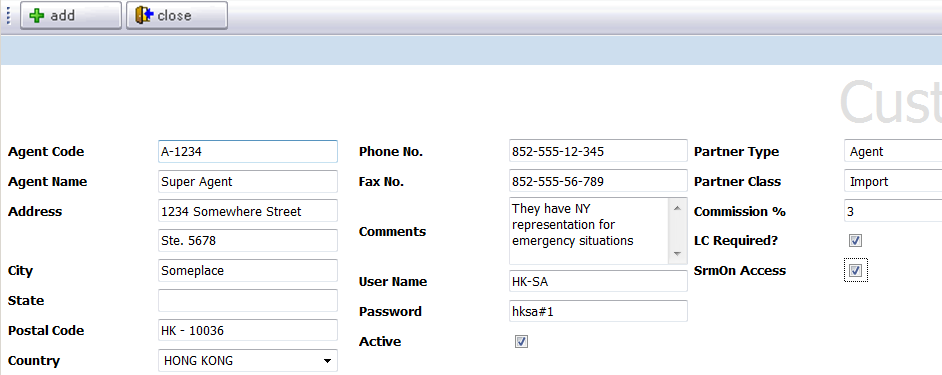 add close
Cust
Agent Code A-1234
Agent Name Super Agent
Address 1234 Somewhere Street
Ste. 5678
City Someplace
State
Postal Code HK - 10036
Country HONG KONG
Phone No. 852-555-12-345
Fax No. 852-555-56-789
Comments They have NY
representation for
emergency situations
User Name HK-SA
Password hksa#1
Active
Partner Type Agent
Partner Class Import
Commission % 3
LC Required?
SrmOn Access